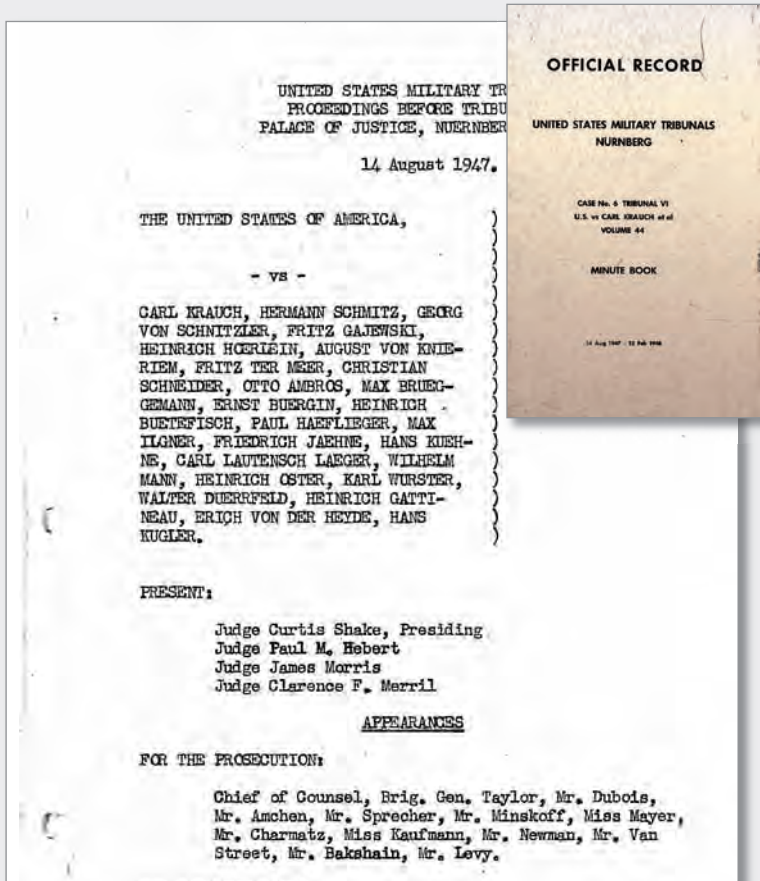 UNITED STATES MILITARY TR
PROCEEDINGS BEFORE TRIBU
PALACE OF JUSTICE, NUERNBER
14 August 1947.
THE UNITED STATES OF AMERICA,
- vs -
CARL KRAUCH, HERMANN SCHMITZ, GEORG
VON SCHNITZLER, FRITZ GAJEWSKI,
HEINRICH HOERLEIN, AUGUST VON KNIE-
RIEM, FRITZ TER MEER, CHRISTIAN
SCHNEIDER, OTTO AMBROS, MAX BRUEG-
GEMANN, ERNST BUERGIN, HEINRICH
BUETEFISCH, PAUL HAEFLIEGER, MAX
ILGNER, FRIEDRICH JAEHNE, HANS KUEH-
NE, CARL LAUTENSCH LAEGER, WILHELM
MANN, HEINRICH OSTER, KARL WURSTER,
WALTER DUERRFELD, HEINRICH GATTI-
NEAU, ERICH VON DER HEYDE, HANS
KUGLER.
PRESENT:
Judge Curtis Shake, Presiding
Judge Paul M. Hebert
Judge James Morris
Judge Clarence F. Merril
APPEARANCES
FOR THE PROSECUTION:
Chief of Counsel, Brig. Gen. Taylor, Mr. Dubois,
Mr. Amchen, Mr. Sprecher, Mr. Minskoff, Miss Mayer,
Mr. Charmatz, Miss Kaufmann, Mr. Newman, Mr. Van
Street, Mr. Bakshain, Mr. Levy.
OFFICIAL RECORD
UNITED STATES MILITARY TRIBUNALS
NURNBERG
CASE No. 6 TRIBUNAL VI
U.S. vs CARL KRAUCH et al
VOLUME 44
MINUTE BOOK
Aug 1947 - Feb 1948